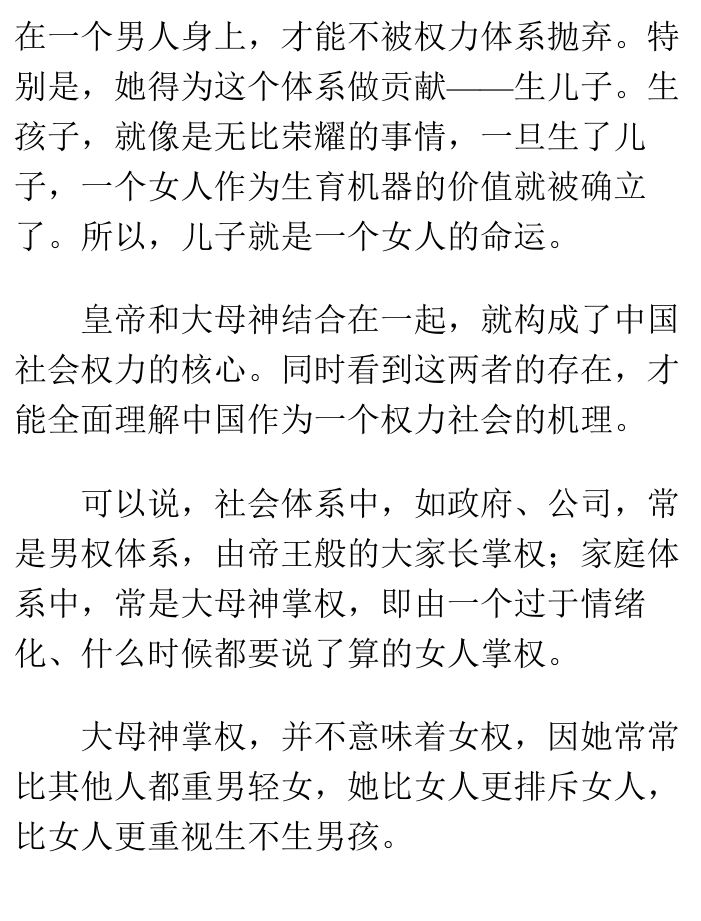 在一个男人身上，才能不被权力体系抛弃。特
别是，她得为这个体系做贡献——生儿子。生
孩子，就像是无比荣耀的事情，一旦生了儿
子，一个女人作为生育机器的价值就被确立
了。所以，儿子就是一个女人的命运。
皇帝和大母神结合在一起，就构成了中国
社会权力的核心。同时看到这两者的存在，才
能全面理解中国作为一个权力社会的机理。
可以说，社会体系中，如政府、公司，常
是男权体系，由帝王般的大家长掌权；家庭体
系中，常是大母神掌权，即由一个过于情绪
化、什么时候都要说了算的女人掌权。
大母神掌权，并不意味着女权，因她常常
比其他人都重男轻女，她比女人更排斥女人，
比女人更重视生不生男孩。